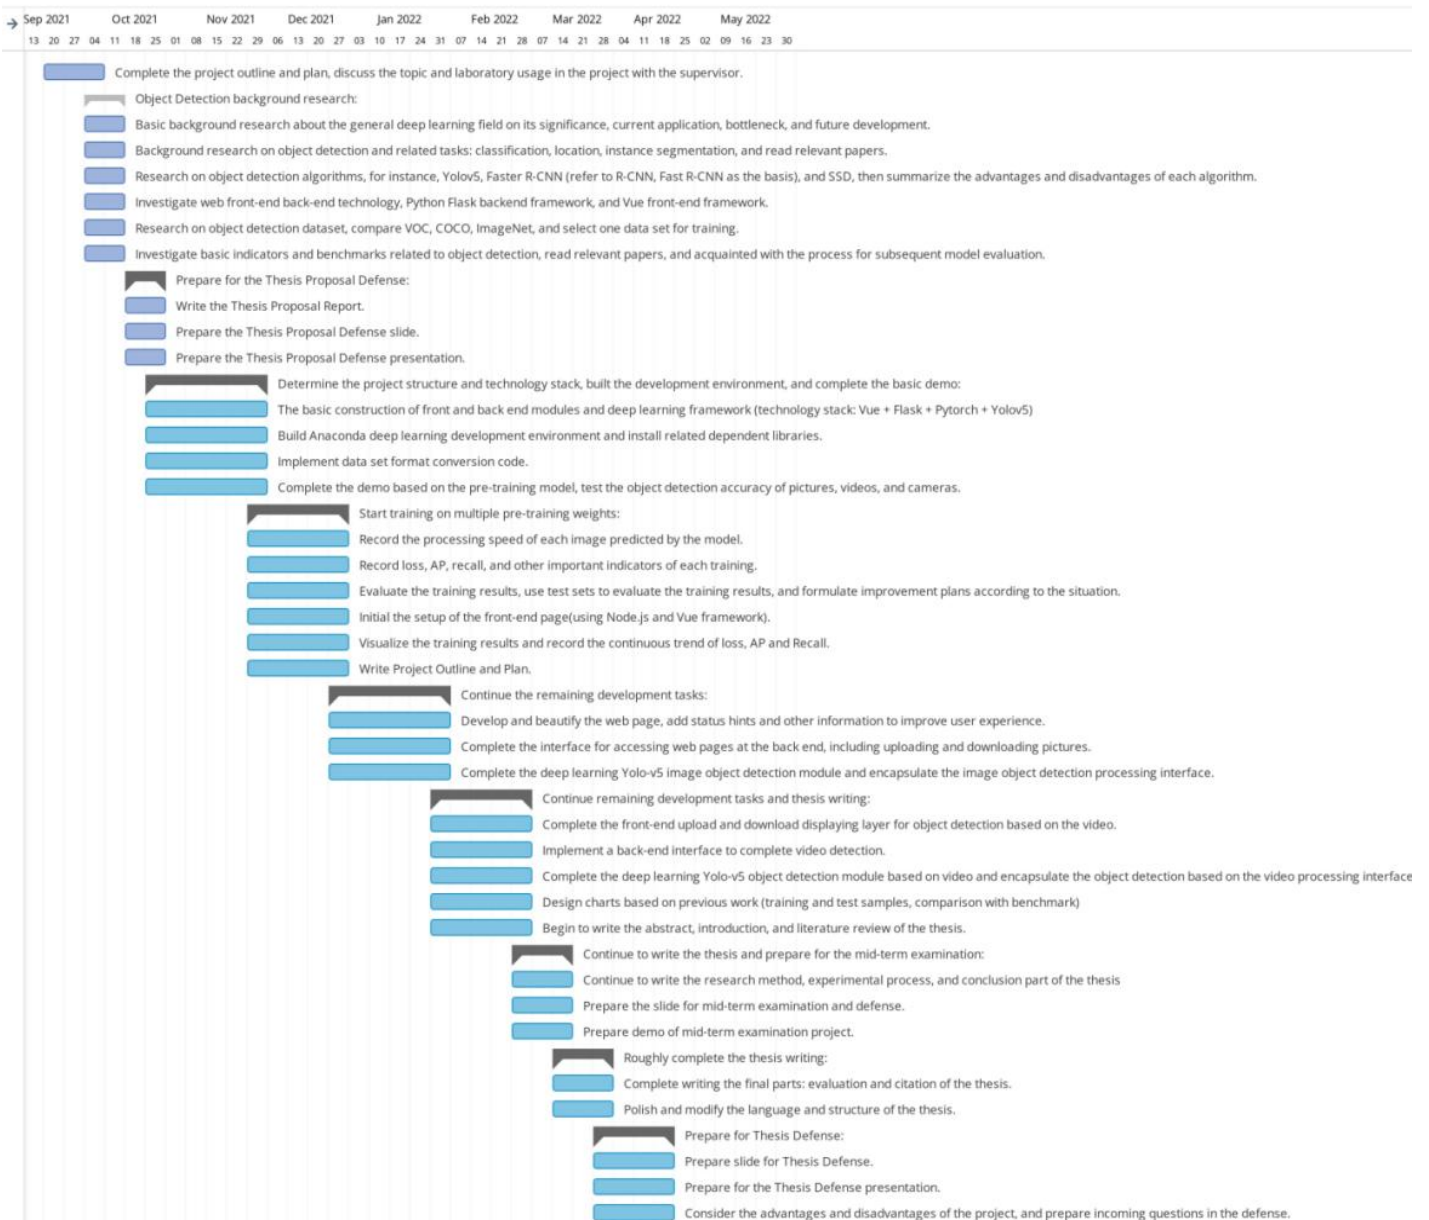 Sep 2021 Oct 2021 Nov 2021 Dec 2021 Jan 2022 Feb 2022 Mar 2022 Apr 2022 May 2022
13 20 27 04 11 18 25 01 08 15 22 29 06 13 20 27 03 10 17 24 31 07 14 21 28 07 14 21 28 04 11 18 25 02 09 16 23 30
Complete the project outline and plan, discuss the topic and laboratory usage in the project with the supervisor.
Object Detection background research:
Basic background research about the general deep learning field on its significance, current application, bottleneck, and future development.
Background research on object detection and related tasks: classification, location, instance segmentation, and read relevant papers.
Research on object detection algorithms, for instance, Yolov5, Faster R-CNN (refer to R-CNN, Fast R-CNN as the basis), and SSD, then summarize the advantages and disadvantages of each algorithm.
Investigate web front-end back-end technology, Python Flask backend framework, and Vue front-end framework.
Research on object detection dataset, compare VOC, COCO, ImageNet, and select one data set for training.
Investigate basic indicators and benchmarks related to object detection, read relevant papers, and acquainted with the process for subsequent model evaluation.
Prepare for the Thesis Proposal Defense:
Write the Thesis Proposal Report.
Prepare the Thesis Proposal Defense slide.
Prepare the Thesis Proposal Defense presentation.
Determine the project structure and technology stack, built the development environment, and complete the basic demo:
The basic construction of front and back end modules and deep learning framework (technology stack: Vue + Flask + Pytorch + Yolov5)
Build Anaconda deep learning development environment and install related dependent libraries.
Implement data set format conversion code.
Complete the demo based on the pre-training model, test the object detection accuracy of pictures, videos, and cameras.
Start training on multiple pre-training weights:
Record the processing speed of each image predicted by the model.
Record loss, AP, recall, and other important indicators of each training.
Evaluate the training results, use test sets to evaluate the training results, and formulate improvement plans according to the situation.
Initial the setup of the front-end page(using Node.js and Vue framework).
Visualize the training results and record the continuous trend of loss, AP and Recall.
Write Project Outline and Plan.
Continue the remaining development tasks:
Develop and beautify the web page, add status hints and other information to improve user experience.
Complete the interface for accessing web pages at the back end, including uploading and downloading pictures.
Complete the deep learning Yolo-v5 image object detection module and encapsulate the image object detection processing interface.
Continue remaining development tasks and thesis writing:
Complete the front-end upload and download displaying layer for object detection based on the video.
Implement a back-end interface to complete video detection.
Complete the deep learning Yolo-v5 object detection module based on video and encapsulate the object detection based on the video processing interface
Design charts based on previous work (training and test samples, comparison with benchmark)
Begin to write the abstract, introduction, and literature review of the thesis.
Continue to write the thesis and prepare for the mid-term examination:
Continue to write the research method, experimental process, and conclusion part of the thesis
Prepare the slide for mid-term examination and defense.
Prepare demo of mid-term examination project.
Roughly complete the thesis writing:
Complete writing the final parts: evaluation and citation of the thesis.
Polish and modify the language and structure of the thesis.
Prepare for Thesis Defense:
Prepare slide for Thesis Defense.
Prepare for the Thesis Defense presentation.
Consider the advantages and disadvantages of the project, and prepare incoming questions in the defense.